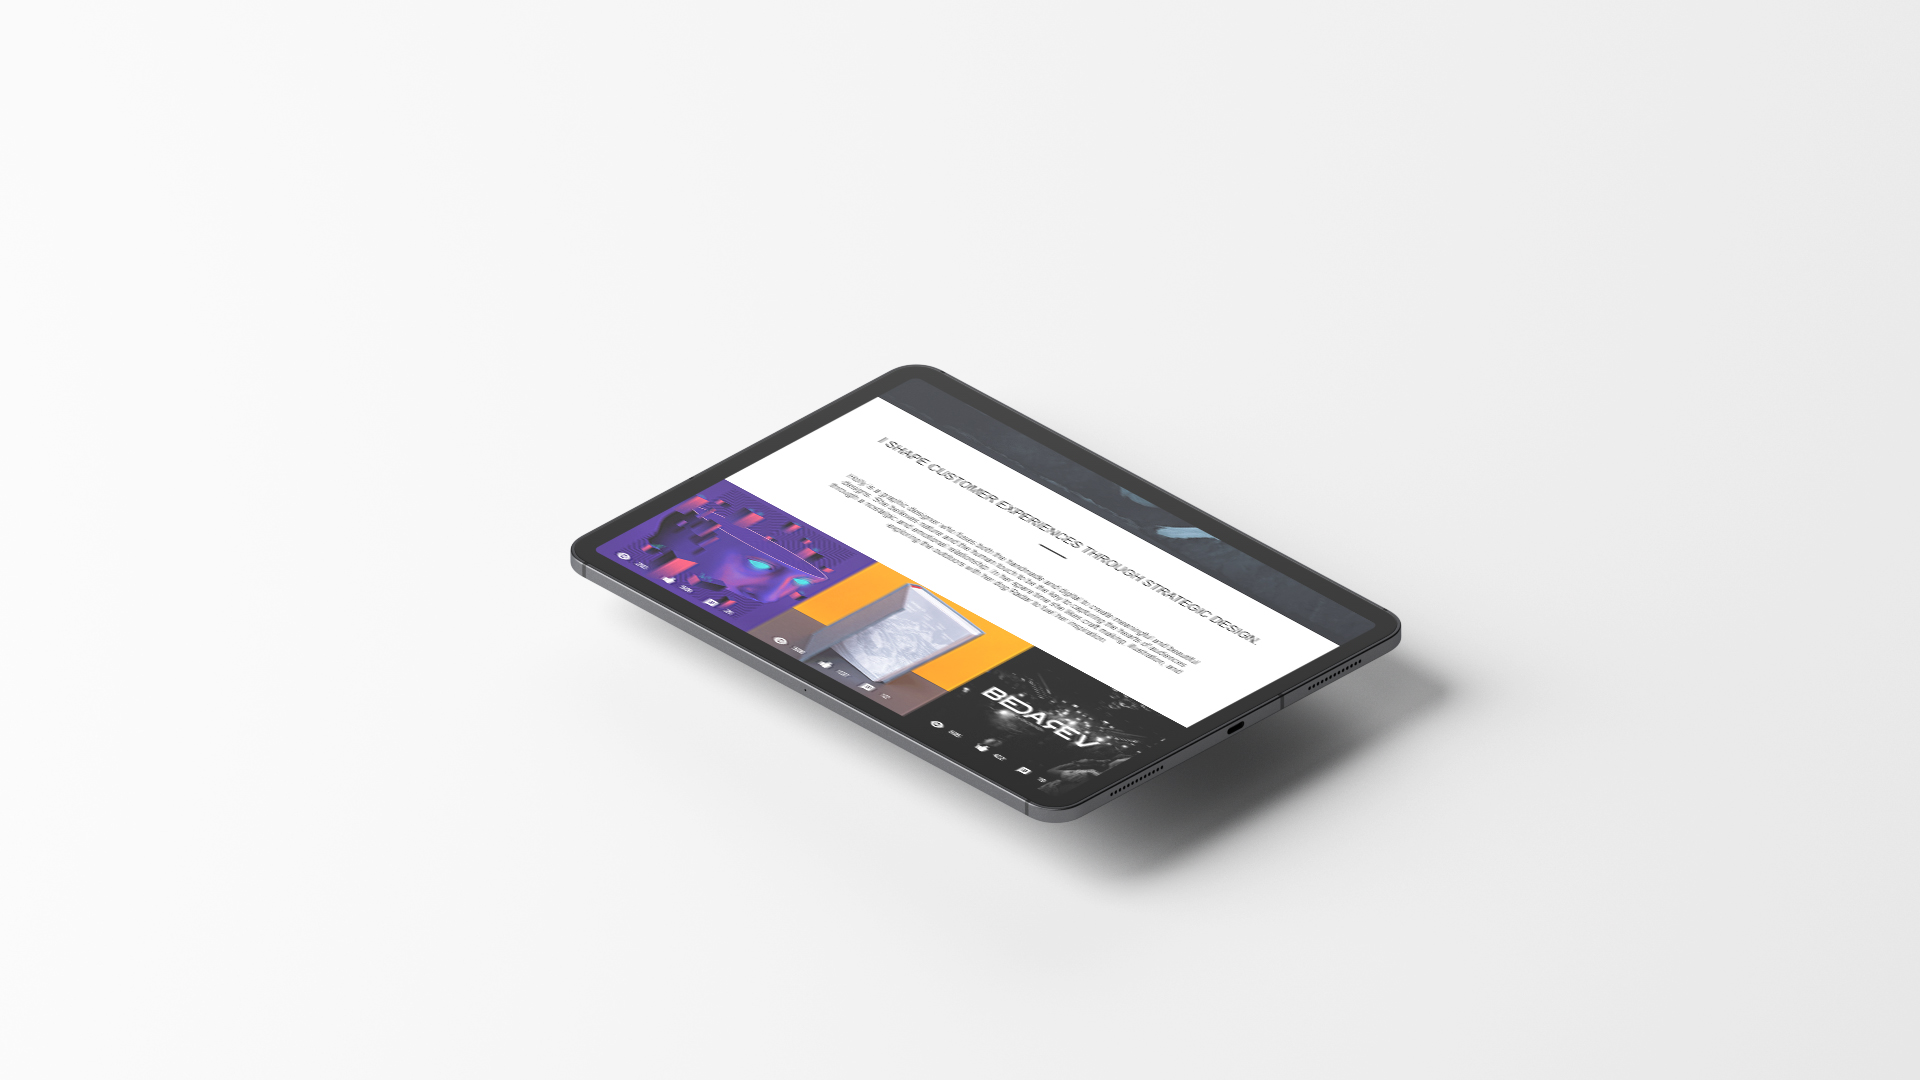 I SHAPE CUSTOMER EXPERIENCES THROUGH STRATEGIC DESIGN.
Holly is a graphic designer who fuses both the handmade and digital to create meaningful and beautiful
designs. She believes nature and the human touch to be the key to capturing the hearts of audiences
through a nostalgic and emotional relationship. In her spare time she likes craft making, illustration, and
exploring the outdoors with her dog Radar to fuel her inspiration.
BEDAREV